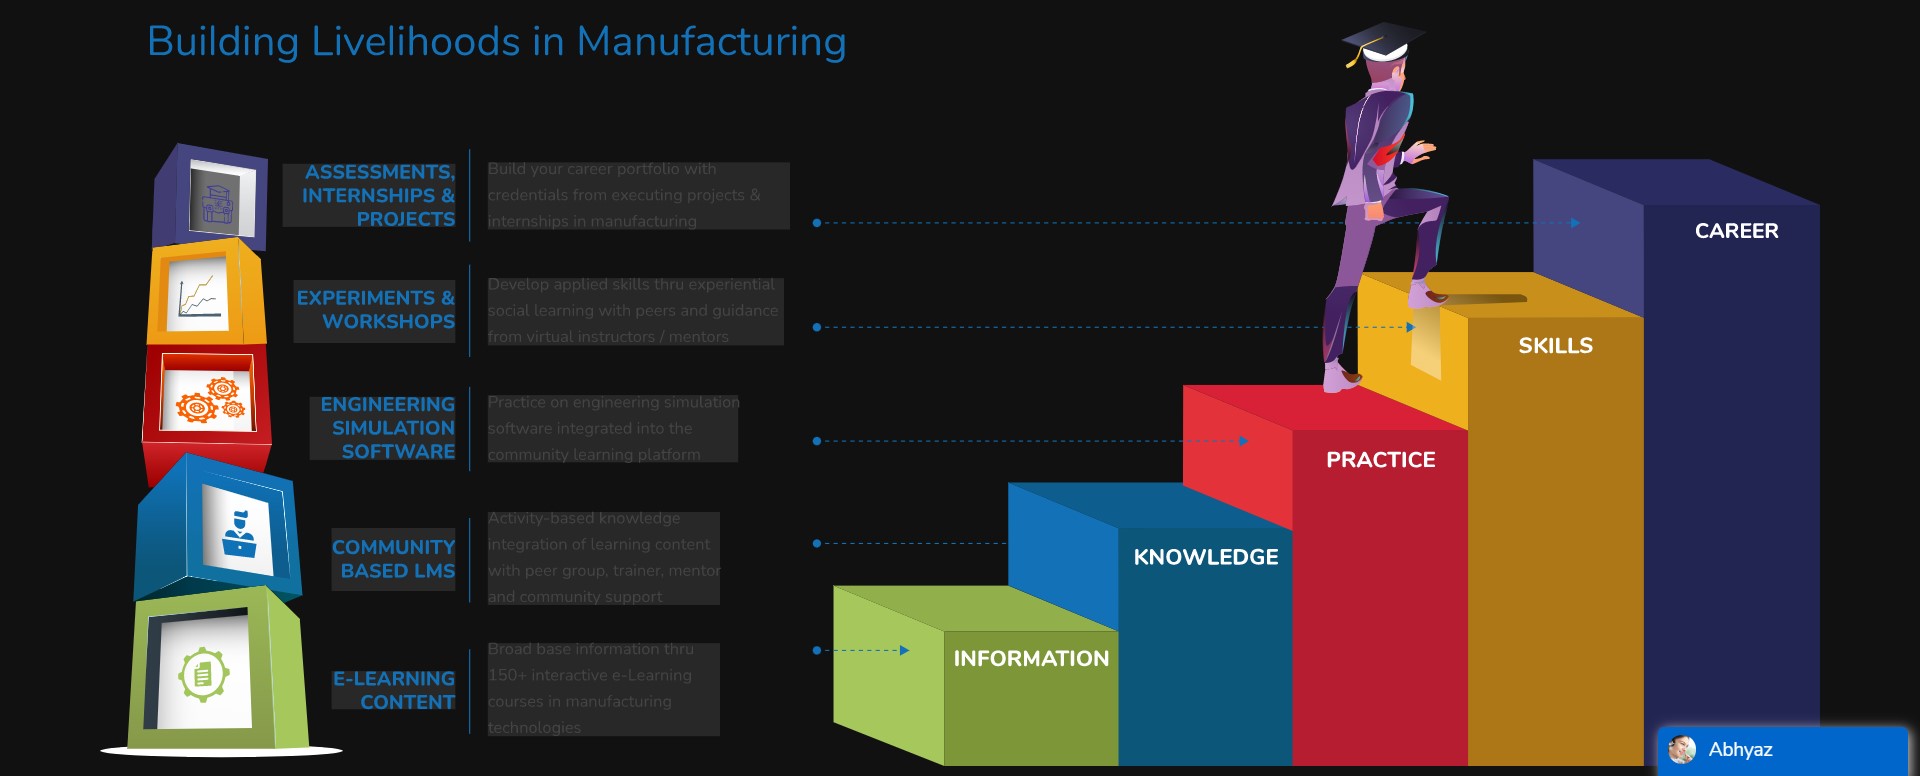 Building Livelihoods in Manufacturing
ASSESSMENTS,
INTERNSHIPS &
PROJECTS
Build your career portfolio with
credentials from executing projects &
internships in manufacturing
EXPERIMENTS &
WORKSHOPS
Develop applied skills thru experiential
social learning with peers and guidance
from virtual instructors / mentors
ENGINEERING
SIMULATION
SOFTWARE
Practice on engineering simulation
software integrated into the
community learning platform
COMMUNITY
BASED LMS
Activity-based knowledge
integration of learning content
with peer group, trainer, mentor
and community support
E-LEARNING
CONTENT
Broad base information thru
150+ interactive e-Learning
courses in manufacturing
technologies
CAREER
SKILLS
PRACTICE
KNOWLEDGE
INFORMATION
Abhyaz